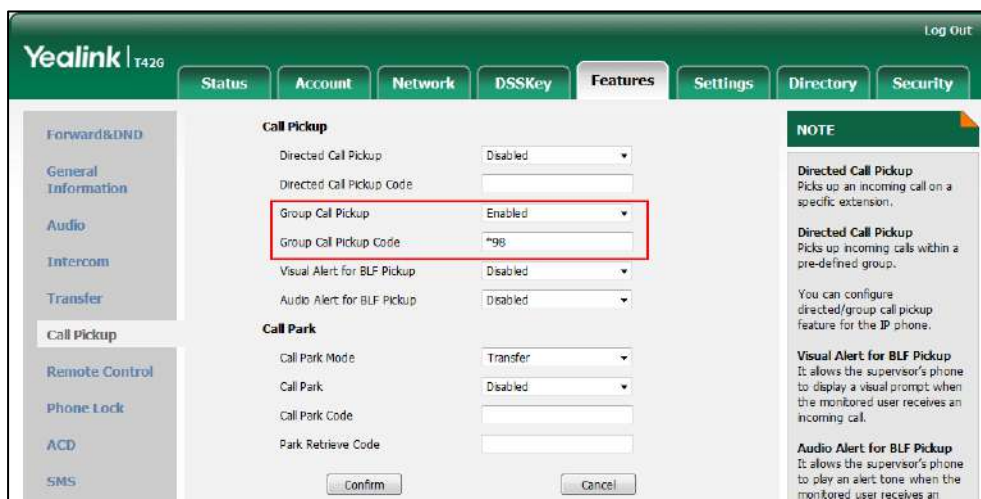 Log Out
Yealink | T42G
Status Account Network DSSKey Features Settings Directory Security
Forward&DND
General
Information
Audio
Intercom
Transfer
Call Pickup
Remote Control
Phone Lock
ACD
SMS
Call Pickup
Directed Call Pickup Disabled
Directed Call Pickup Code
Group Call Pickup Enabled
Group Call Pickup Code *98
Visual Alert for BLF Pickup Disabled
Audio Alert for BLF Pickup Disabled
Call Park
Call Park Mode Transfer
Call Park Disabled
Call Park Code
Park Retrieve Code
Confirm Cancel
NOTE
Directed Call Pickup
Picks up an incoming call on a
specific extension.
Directed Call Pickup
Picks up incoming calls within a
pre-defined group.
You can configure
directed/group call pickup
feature for the IP phone.
Visual Alert for BLF Pickup
It allows the supervisor's phone
to display a visual prompt when
the monitored user receives an
incoming call.
Audio Alert for BLF Pickup
It allows the supervisor's phone
to play an alert tone when the
monitored user receives an